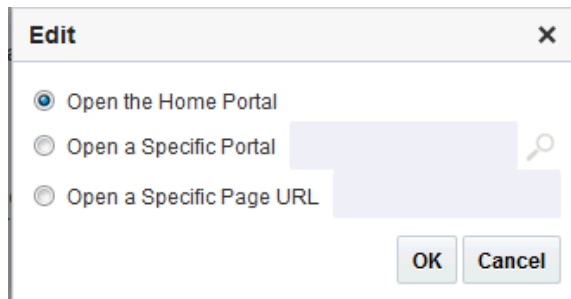 Edit
Open the Home Portal
Open a Specific Portal
Open a Specific Page URL
OK Cancel